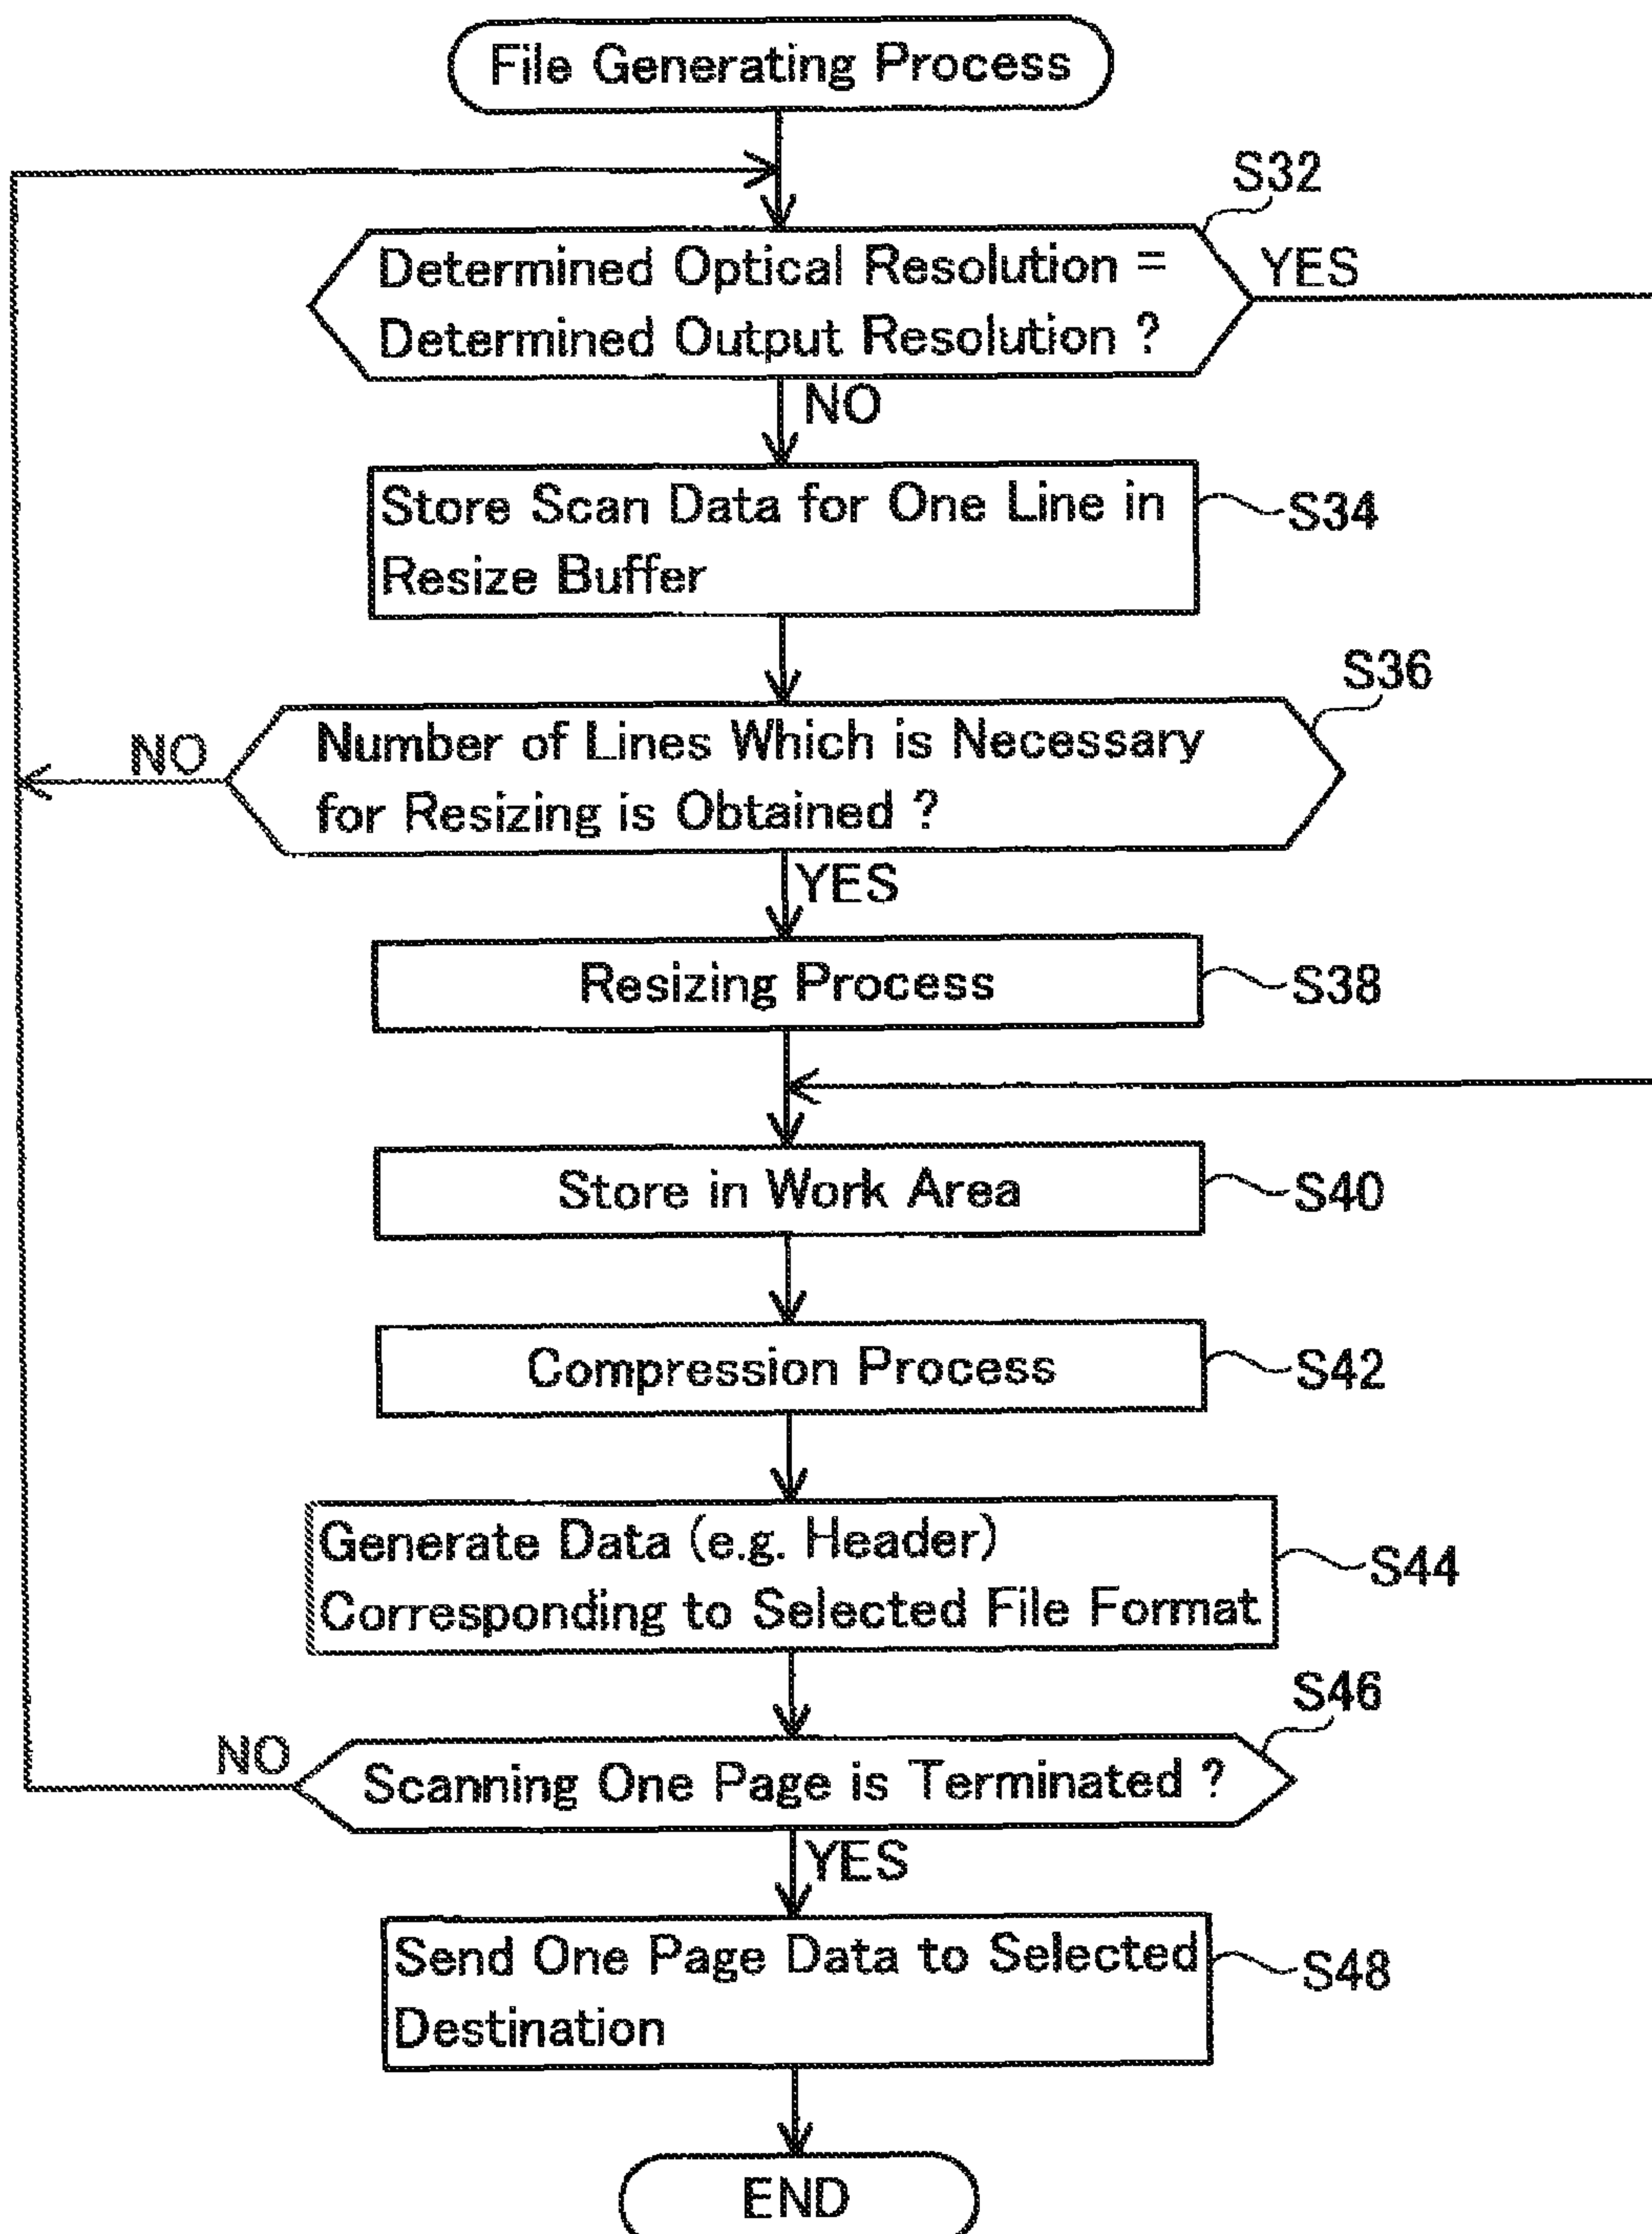 File Generating Process
S32
Determined Optical Resolution =
Determined Output Resolution ?
YES
NO
Store Scan Data for One Line in
Resize Buffer
S34
S36
Number of Lines Which is Necessary
for Resizing is Obtained ?
NO
YES
Resizing Process
S38
Store in Work Area
S40
Compression Process
S42
Generate Data (e.g. Header)
Corresponding to Selected File Format
S44
S46
Scanning One Page is Terminated ?
NO
YES
Send One Page Data to Selected
Destination
S48
END